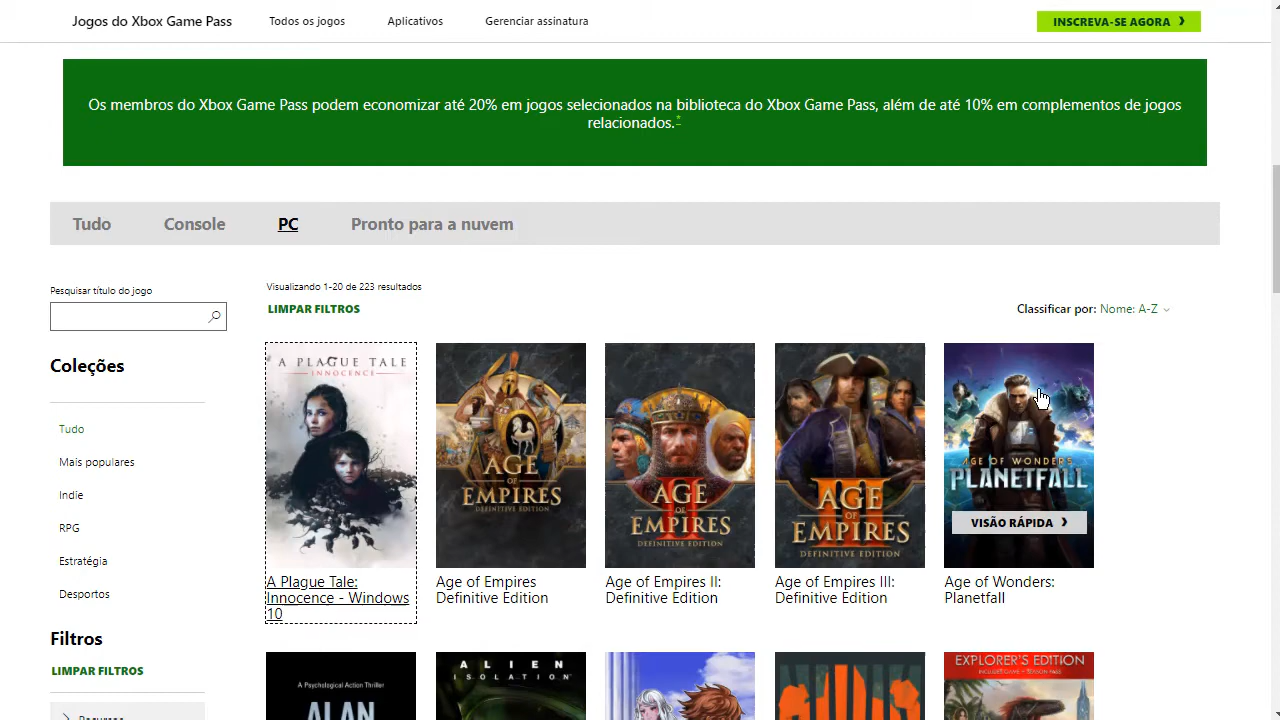 Jogos do Xbox Game Pass
Todos os jogos
Aplicativos
Gerenciar assinatura
INSCREVA-SE AGORA
Os membros do Xbox Game Pass podem economizar até 20% em jogos selecionados na biblioteca do Xbox Game Pass, além de até 10% em complementos de jogos
relacionados.*
Tudo
Console
PC
Pronto para a nuvem
Pesquisar título do jogo
Coleções
Tudo
Mais populares
Indie
RPG
Estratégia
Desportos
Filtros
LIMPAR FILTROS
Visualizando 1-20 de 223 resultados
LIMPAR FILTROS
Classificar por: Nome: A-Z
A PLAGUE TALE
INNOCENCE
AGE
OF
EMPIRES
DEFINITIVE EDITION
AGE
II
OF
EMPIRES
DEFINITIVE EDITION
AGE
III
OF
EMPIRES
DEFINITIVE EDITION
AGE OF WONDERS
PLANETFALL
VISÃO RÁPIDA
A Plague Tale:
Innocence - Windows
10
Age of Empires
Definitive Edition
Age of Empires II:
Definitive Edition
Age of Empires III:
Definitive Edition
Age of Wonders:
Planetfall
A Psychological Action Thriller
ALAN
ALIEN
ISOLATION
EXPLORER'S EDITION